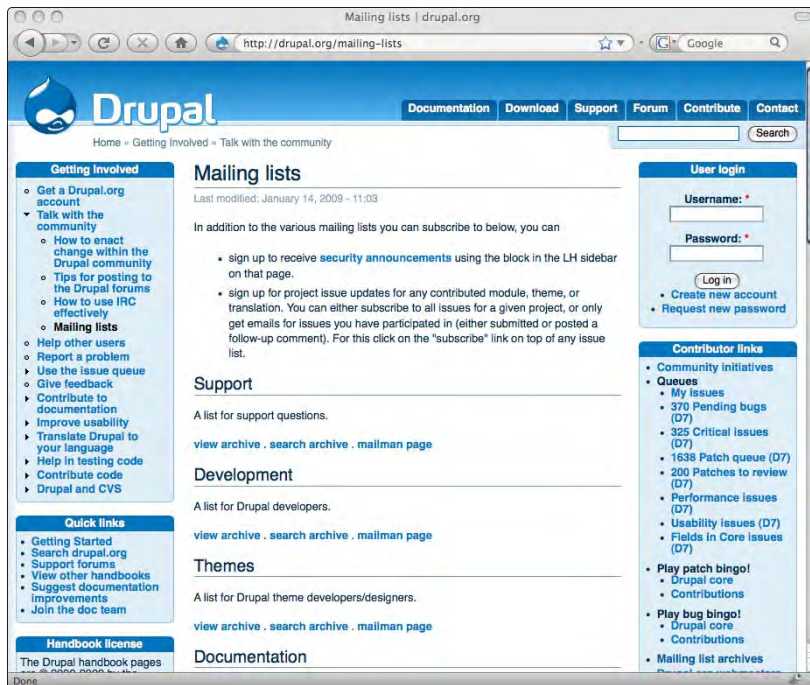 Mailing lists | drupal.org
http://drupal.org/mailing-lists
Google
Drupal
Documentation
Download
Support
Forum
Contribute
Contact
Home » Getting Involved » Talk with the community
Search
Getting Involved
Get a Drupal.org
account
Talk with the
community
How to enact
change within the
Drupal community
Tips for posting to
the Drupal forums
How to use IRC
effectively
Mailing lists
Help other users
Report a problem
Use the issue queue
Give feedback
Contribute to
documentation
Improve usability
Translate Drupal to
your language
Help in testing code
Contribute code
Drupal and CVS
Quick links
Getting Started
Search drupal.org
Support forums
View other handbooks
Suggest documentation
improvements
Join the doc team
Handbook license
The Drupal handbook pages
Mailing lists
Last modified: January 14, 2009 - 11:03
In addition to the various mailing lists you can subscribe to below, you can
sign up to receive security announcements using the block in the LH sidebar
on that page.
sign up for project issue updates for any contributed module, theme, or
translation. You can either subscribe to all issues for a given project, or only
get emails for issues you have participated in (either submitted or posted a
follow-up comment). For this click on the "subscribe" link on top of any issue
list.
Support
A list for support questions.
view archive . search archive . mailman page
Development
A list for Drupal developers.
view archive . search archive . mailman page
Themes
A list for Drupal theme developers/designers.
view archive . search archive . mailman page
Documentation
User login
Username: *
Password: *
Log in
Create new account
Request new password
Contributor links
Community initiatives
Queues
My issues
370 Pending bugs
(D7)
325 Critical issues
(D7)
1638 Patch queue (D7)
200 Patches to review
(D7)
Performance issues
(D7)
Usability issues (D7)
Fields in Core issues
(D7)
Play patch bingo!
Drupal core
Contributions
Play bug bingo!
Drupal core
Contributions
Mailing list archives
Done